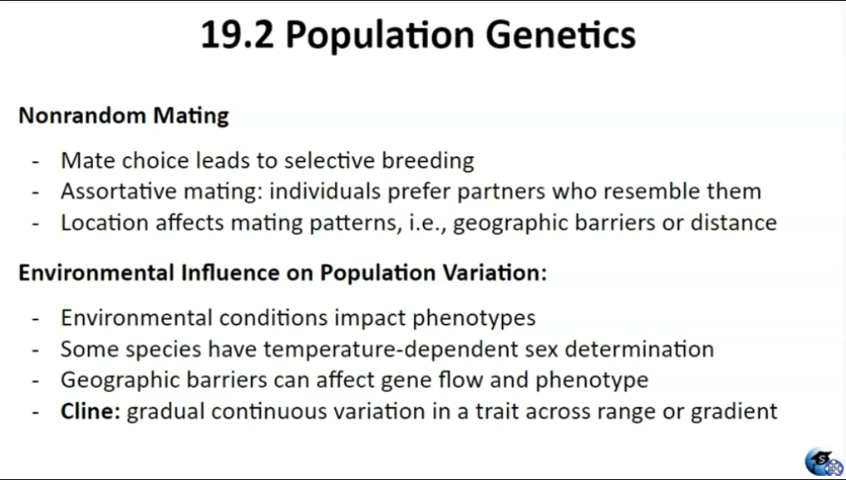 19.2 Population Genetics
Nonrandom Mating
- Mate choice leads to selective breeding
- Assortative mating: individuals prefer partners who resemble them
- Location affects mating patterns, i.e., geographic barriers or distance
Environmental Influence on Population Variation:
- Environmental conditions impact phenotypes
- Some species have temperature-dependent sex determination
- Geographic barriers can affect gene flow and phenotype
- Cline: gradual continuous variation in a trait across range or gradient
S